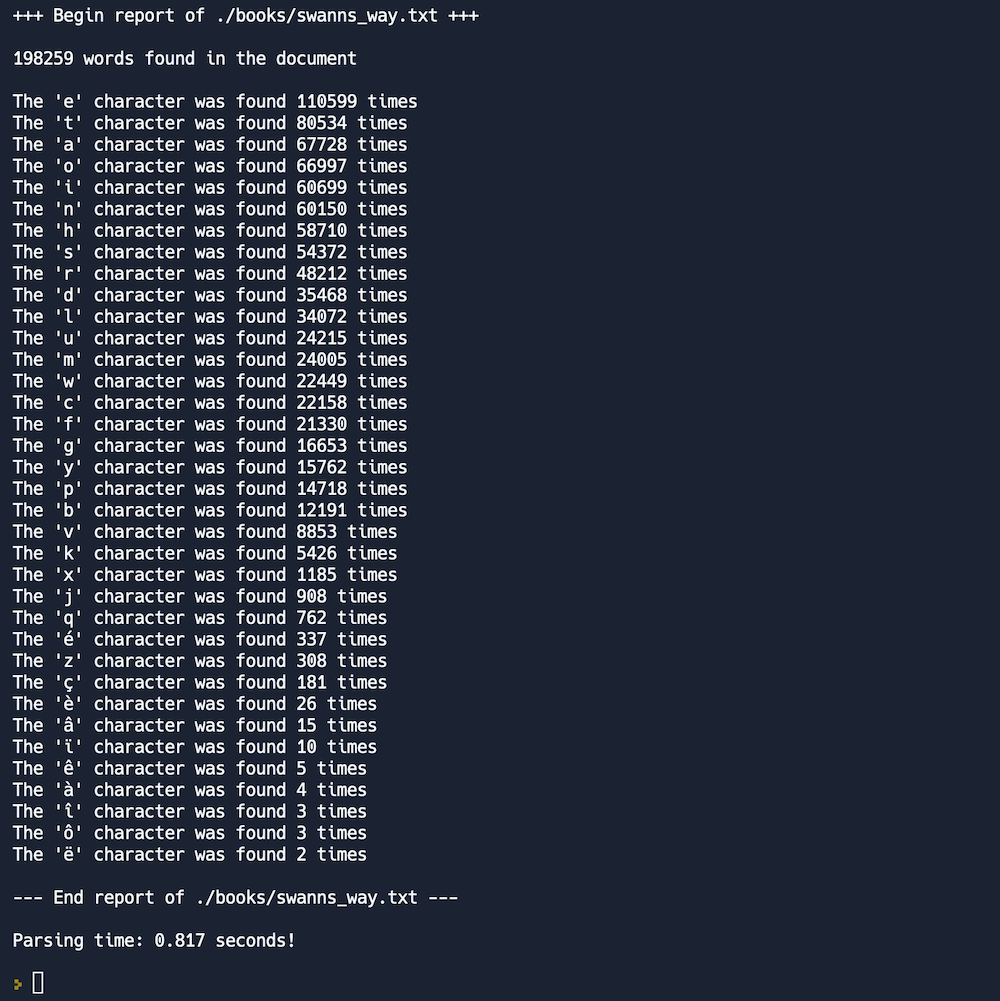 +++ Begin report of ./books/swanns_way.txt +++
198259 words found in the document
The 'e' character was found 110599 times
The 't' character was found 80534 times
The 'a' character was found 67728 times
The 'o' character was found 66997 times
The 'i' character was found 60699 times
The 'n' character was found 60150 times
The 'h' character was found 58710 times
The 's' character was found 54372 times
The 'r' character was found 48212 times
The 'd' character was found 35468 times
The 'l' character was found 34072 times
The 'u' character was found 24215 times
The 'm' character was found 24005 times
The 'w' character was found 22449 times
The 'c' character was found 22158 times
The 'f' character was found 21330 times
The 'g' character was found 16653 times
The 'y' character was found 15762 times
The 'p' character was found 14718 times
The 'b' character was found 12191 times
The 'v' character was found 8853 times
The 'k' character was found 5426 times
The 'x' character was found 1185 times
The 'j' character was found 908 times
The 'q' character was found 762 times
The 'é' character was found 337 times
The 'z' character was found 308 times
The 'ç' character was found 181 times
The 'è' character was found 26 times
The 'â' character was found 15 times
The 'ï' character was found 10 times
The 'ê' character was found 5 times
The 'à' character was found 4 times
The 'î' character was found 3 times
The 'ô' character was found 3 times
The 'ë' character was found 2 times
--- End report of ./books/swanns_way.txt ---
Parsing time: 0.817 seconds!